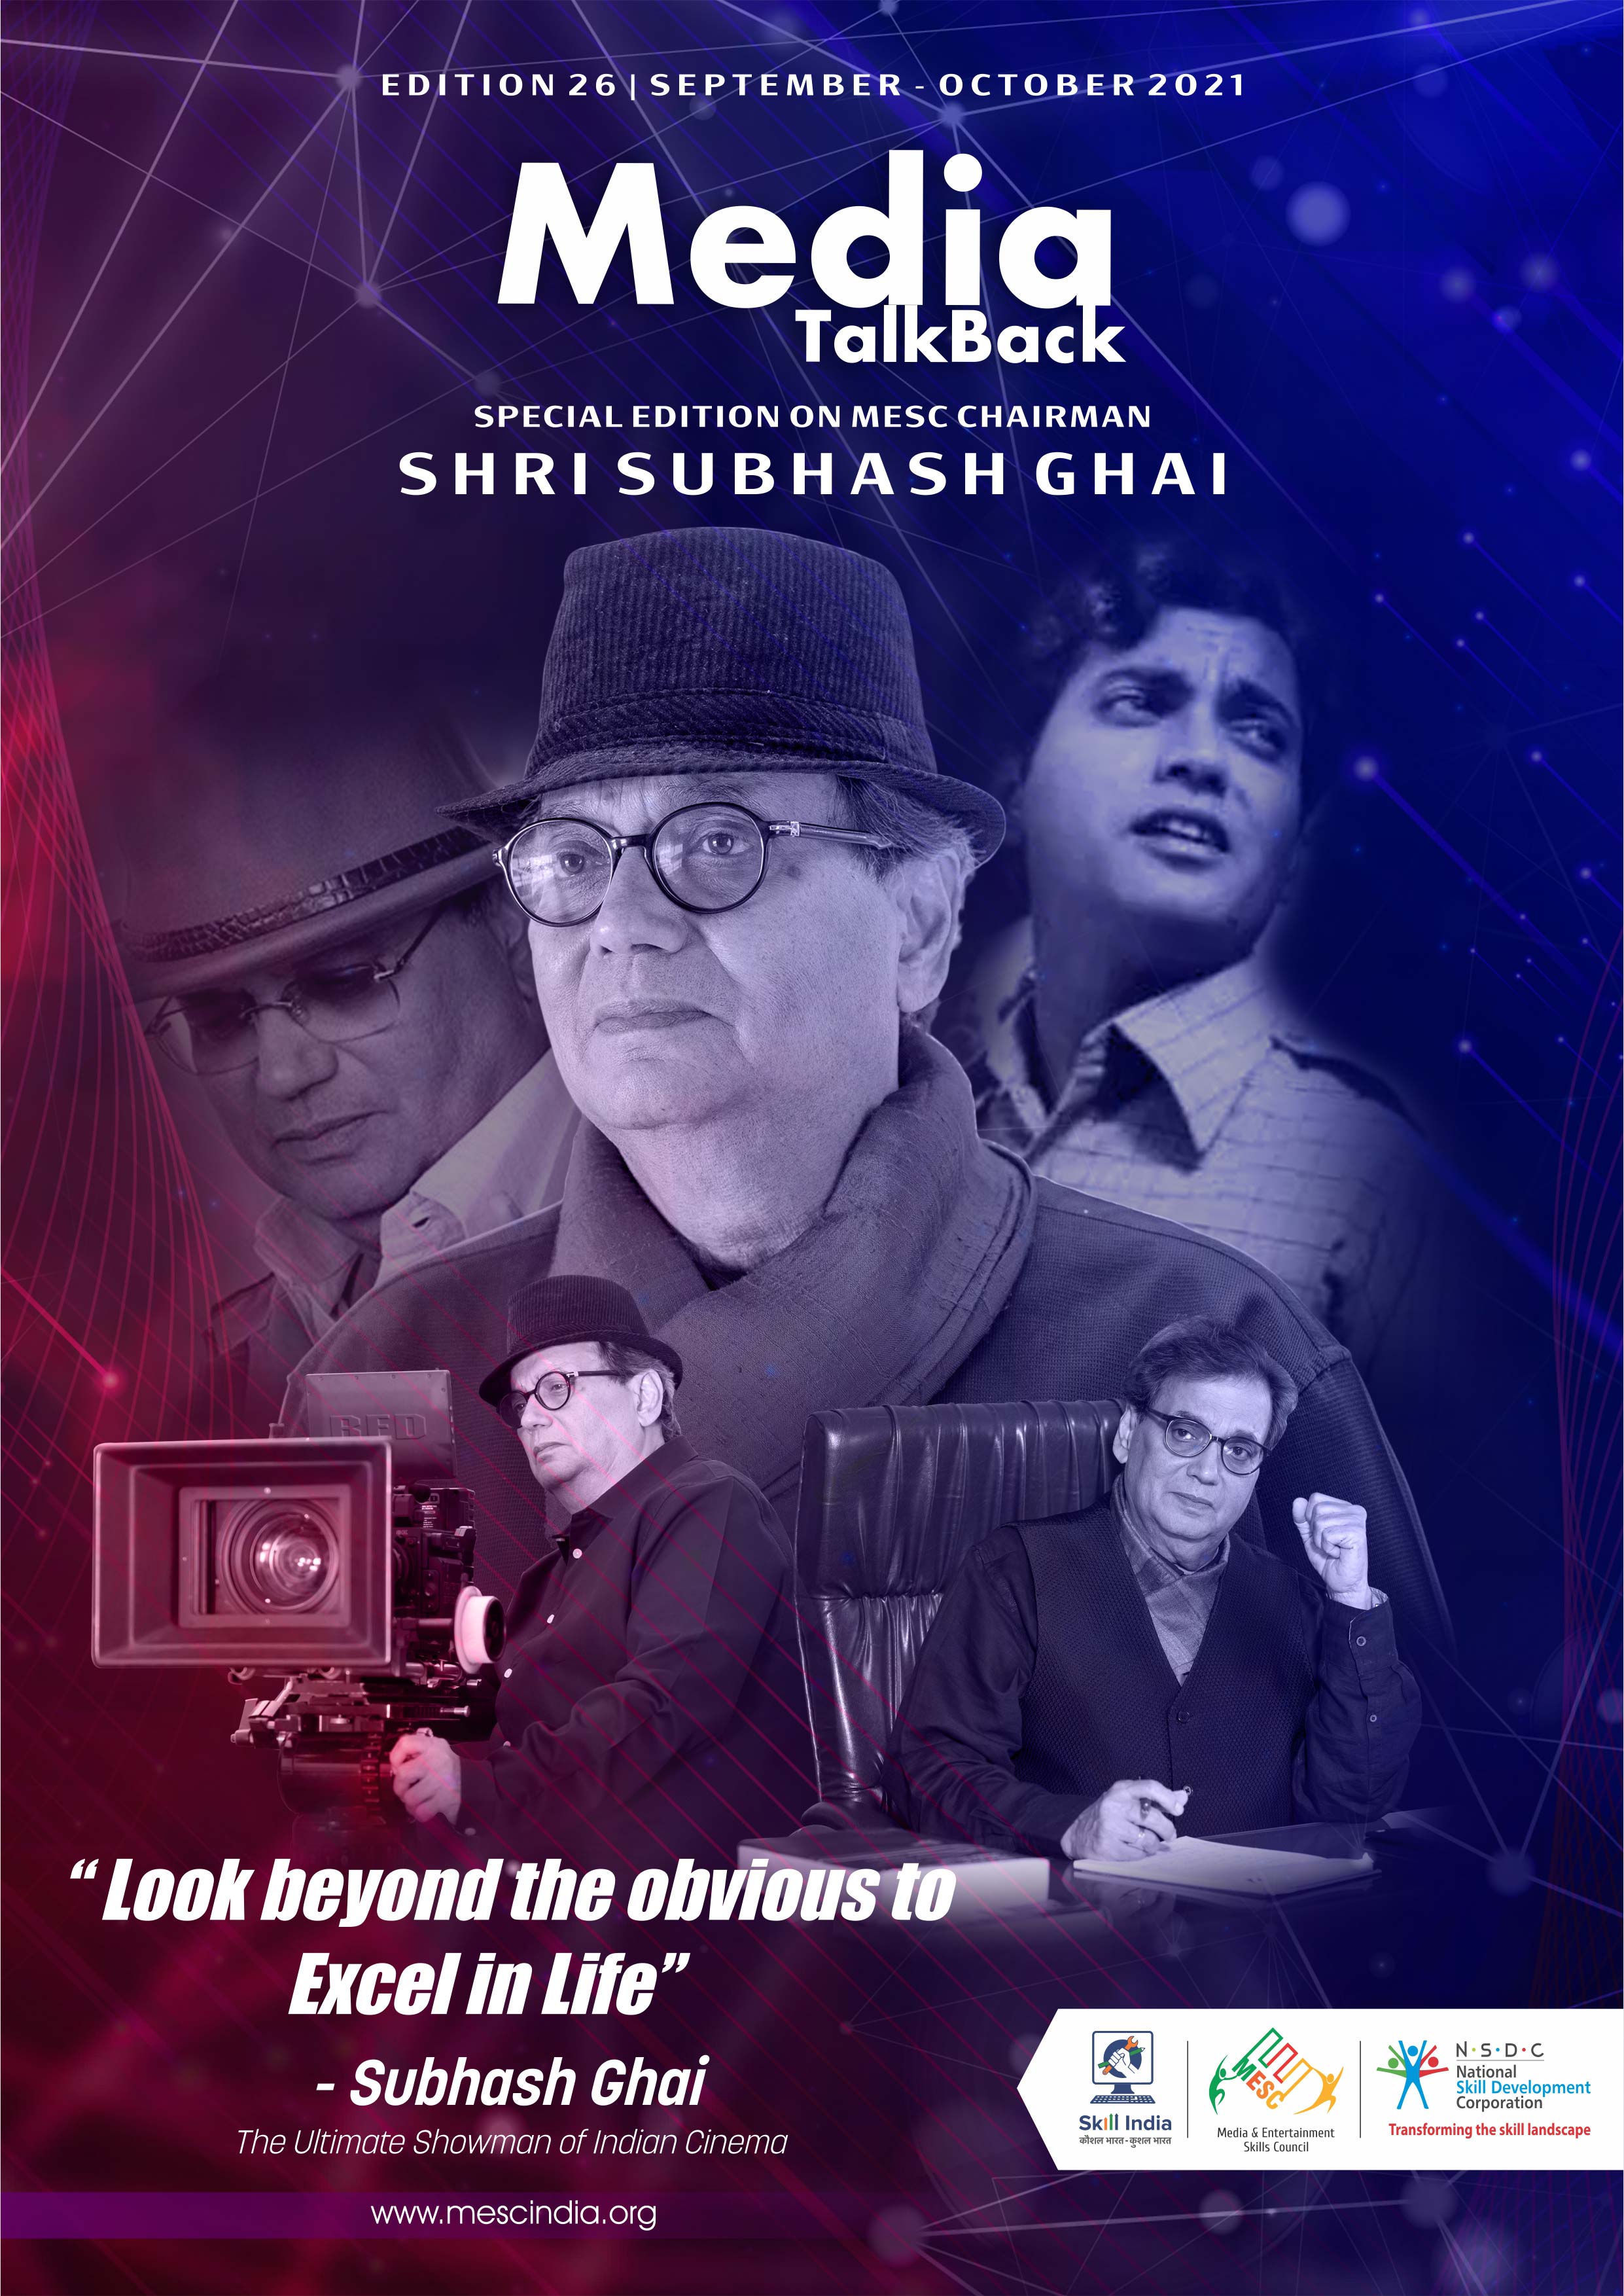 EDITION 26 | SEPTEMBER - OCTOBER 2021
Media
TalkBack
SPECIAL EDITION ON MESC CHAIRMAN
SHRI SUBHASH GHAI
RED
“ Look beyond the obvious to
Excel in Life”
- Subhash Ghai
The Ultimate Showman of Indian Cinema
www.mescindia.org
Skill India
कौशल भारत-कुशल भारत
MESC
Media & Entertainment
Skills Council
N·S·D·C
National
Skill Development
Corporation
Transforming the skill landscape